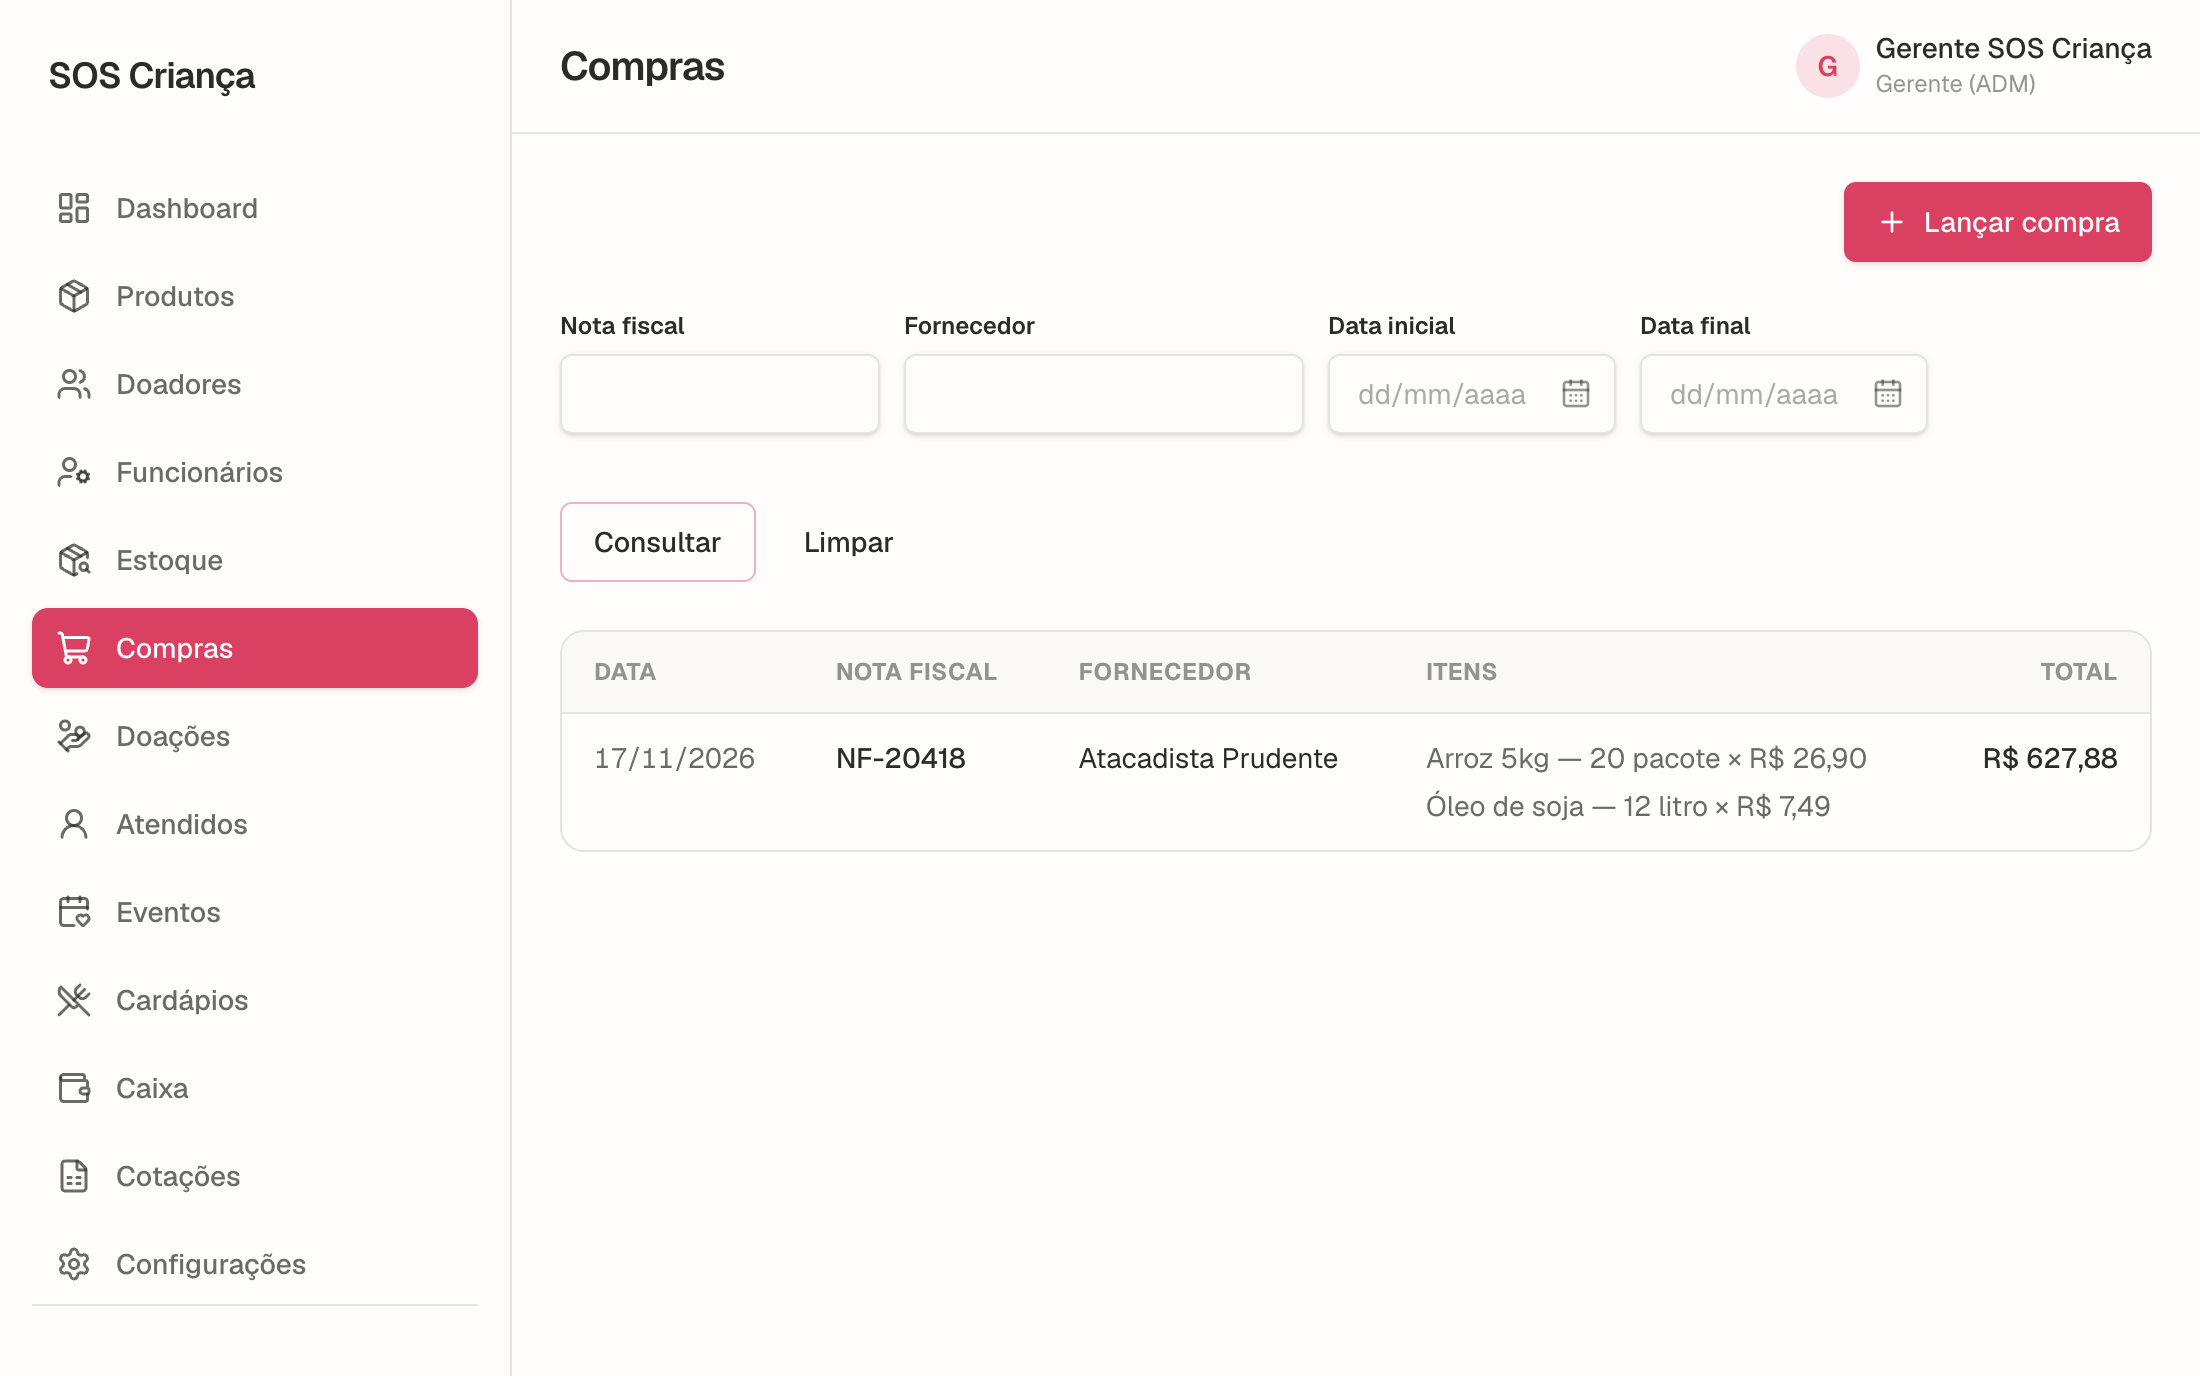 SOS Criança
Dashboard
Produtos
Doadores
Funcionários
Estoque
Compras
Doações
Atendidos
Eventos
Cardápios
Caixa
Cotações
Configurações
Compras
G
Gerente SOS Criança
Gerente (ADM)
+ Lançar compra
Nota fiscal
Fornecedor
Data inicial
Data final
dd/mm/aaaa
dd/mm/aaaa
Consultar
Limpar
DATA NOTA FISCAL FORNECEDOR ITENS TOTAL
17/11/2026 NF-20418 Atacadista Prudente Arroz 5kg — 20 pacote × R$ 26,90 R$ 627,88
Óleo de soja — 12 litro × R$ 7,49